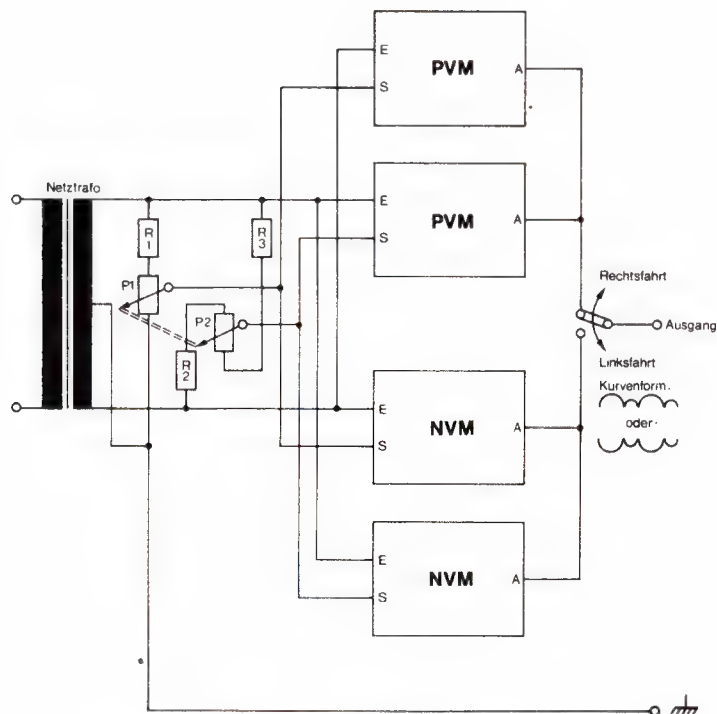 E
PVM
A
S
Netztrafo
E
PVM
A
S
R
1
R
3
P1
P2
R
2
Rechtsfahrt
Ausgang
Linksfahrt
Kurvenform.
oder
E
NVM
A
S
E
NVM
A
S